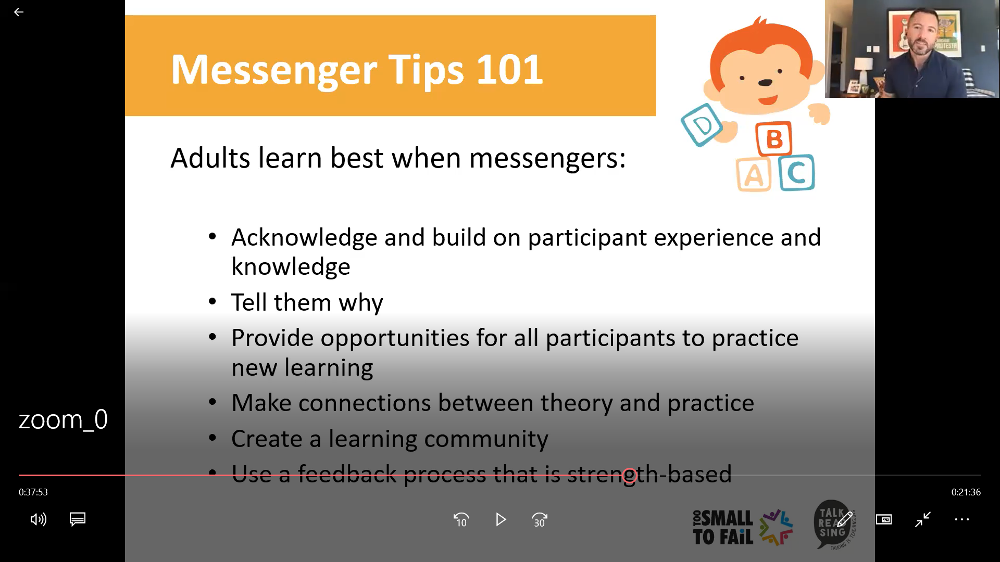 Messenger Tips 101
PROTESTA
D
B
A
C
Adults learn best when messengers:
• Acknowledge and build on participant experience and
knowledge
• Tell them why
• Provide opportunities for all participants to practice
new learning
• Make connections between theory and practice
• Create a learning community
• Use a feedback process that is strength-based
zoom_0
0:37:53
0:21:36
10
30
TOO
SMALL
TO FAiL
TALK
READ
SING
TALKING IS TEACHING.ORG